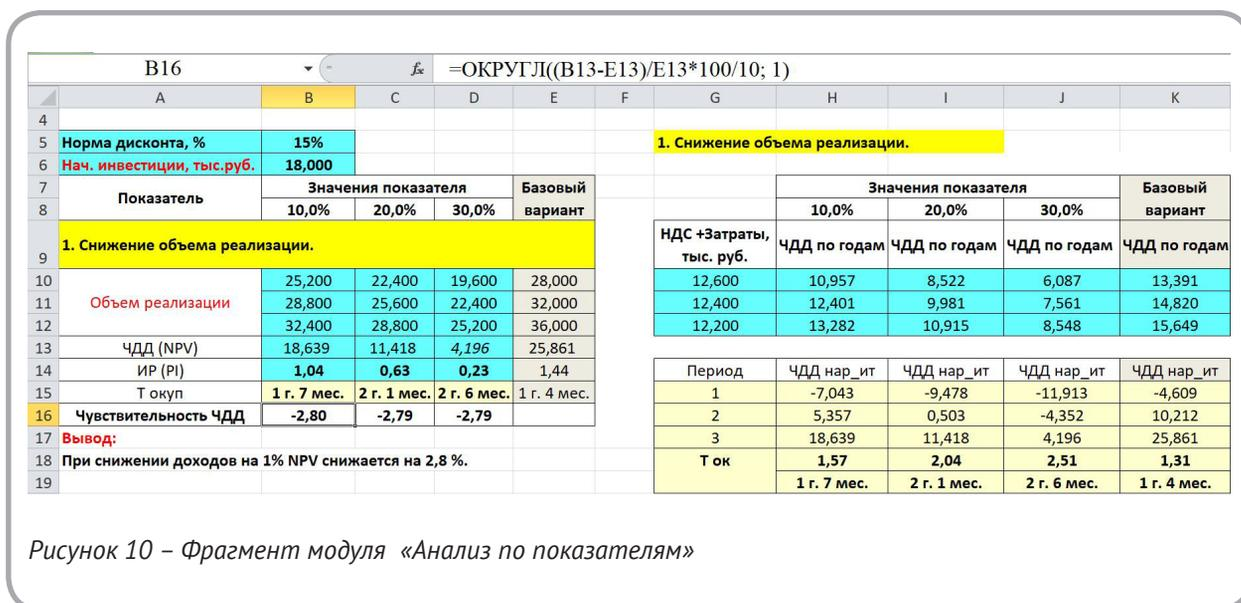 B16 fx =ОКРУГЛ((B13-E13)/E13*100/10; 1)
A B C D E F G H I J K
4
5 Норма дисконта, % 15% 1. Снижение объема реализации.
6 Нач. инвестиции, тыс.руб. 18,000
7 Показатель Значения показателя Базовый Значения показателя Базовый
8 10,0% 20,0% 30,0% вариант 10,0% 20,0% 30,0% вариант
9 1. Снижение объема реализации. НДС +Затраты, тыс. руб. ЧДД по годам ЧДД по годам ЧДД по годам ЧДД по годам
10 25,200 22,400 19,600 28,000 12,600 10,957 8,522 6,087 13,391
11 Объем реализации 28,800 25,600 22,400 32,000 12,400 12,401 9,981 7,561 14,820
12 32,400 28,800 25,200 36,000 12,200 13,282 10,915 8,548 15,649
13 ЧДД (NPV) 18,639 11,418 4,196 25,861
14 ИР (PI) 1,04 0,63 0,23 1,44 Период ЧДД нар_ит ЧДД нар_ит ЧДД нар_ит ЧДД нар_ит
15 Т окуп 1 г. 7 мес. 2 г. 1 мес. 2 г. 6 мес. 1 г. 4 мес. 1 -7,043 -9,478 -11,913 -4,609
16 Чувствительность ЧДД -2,80 -2,79 -2,79 2 5,357 0,503 -4,352 10,212
17 Вывод: 3 18,639 11,418 4,196 25,861
18 При снижении доходов на 1% NPV снижается на 2,8 %. Т ок 1,57 2,04 2,51 1,31
19 1 г. 7 мес. 2 г. 1 мес. 2 г. 6 мес. 1 г. 4 мес.
Рисунок 10 – Фрагмент модуля «Анализ по показателям»